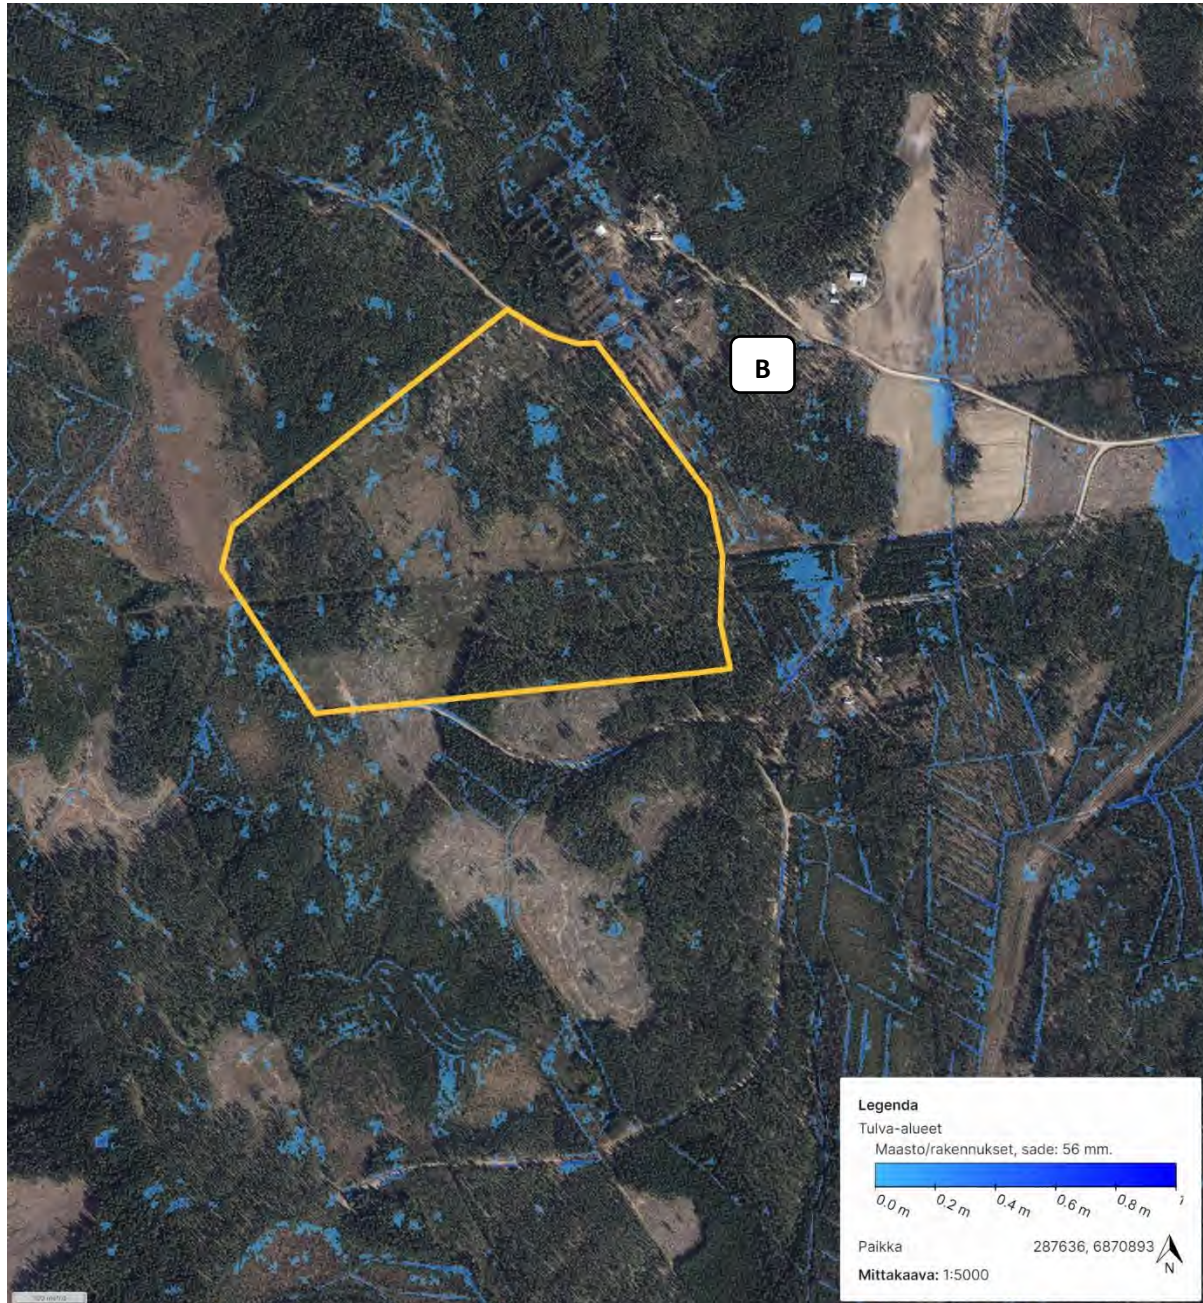 B
Legenda
Tulva-alueet
Maasto/rakennukset, sade: 56 mm.
0.0 m 0.2 m 0.4 m 0.6 m 0.8 m 1
Paikka 287636, 6870893
N
Mittakaava: 1:5000